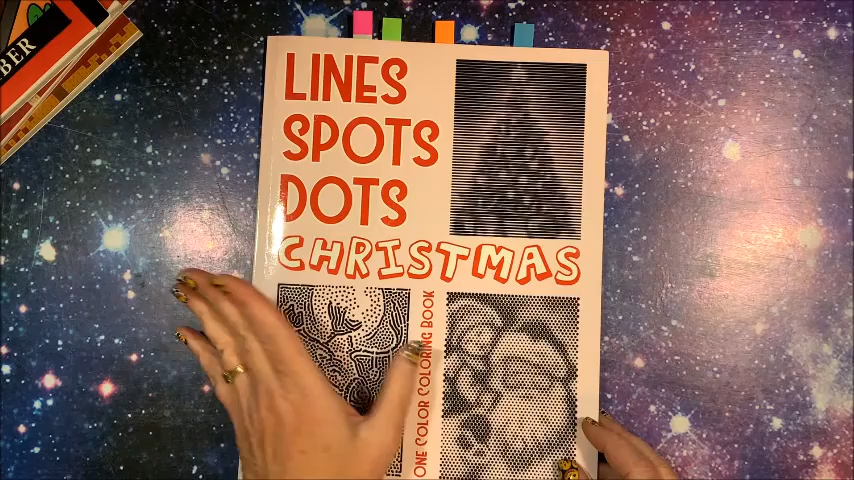 BER
LINES
SPOTS
DOTS
CHRISTMAS
ONE COLOR COLORING BOOK